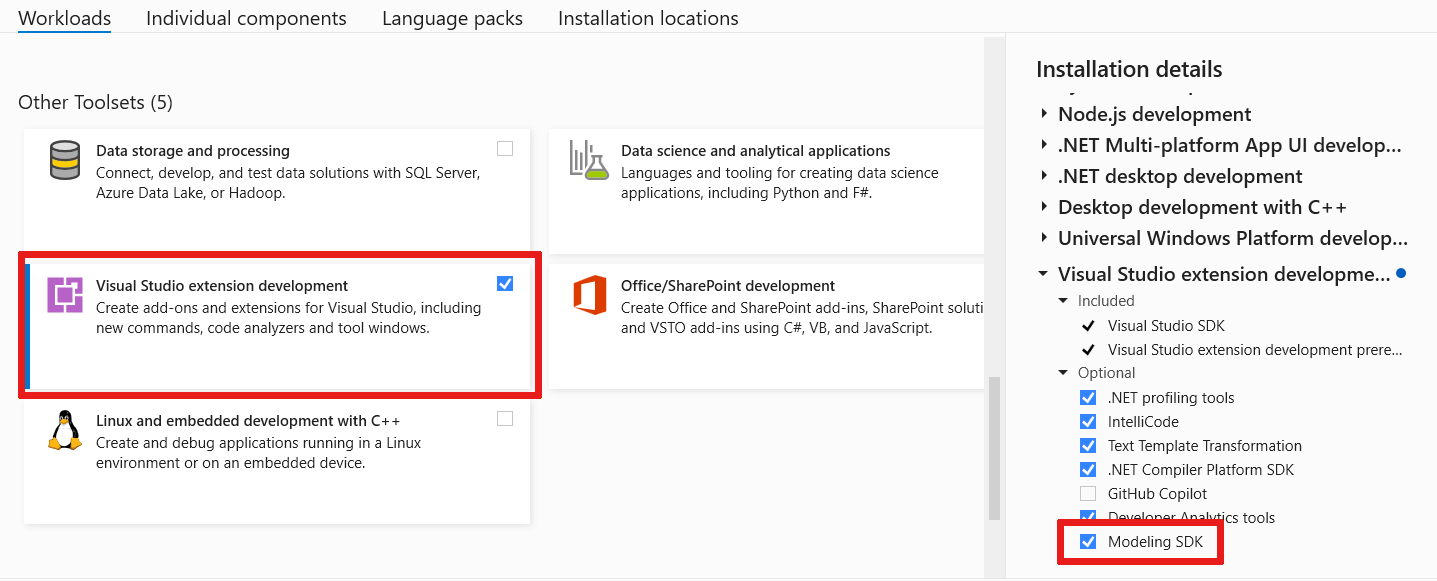 Workloads
Individual components
Language packs
Installation locations
Other Toolsets (5)
Data storage and processing
Connect, develop, and test data solutions with SQL Server,
Azure Data Lake, or Hadoop.
Data science and analytical applications
Languages and tooling for creating data science
applications, including Python and F#.
Visual Studio extension development
Create add-ons and extensions for Visual Studio, including
new commands, code analyzers and tool windows.
Office/SharePoint development
Create Office and SharePoint add-ins, SharePoint soluti
and VSTO add-ins using C#, VB, and JavaScript.
Linux and embedded development with C++
Create and debug applications running in a Linux
environment or on an embedded device.
Installation details
Node.js development
.NET Multi-platform App UI develop...
.NET desktop development
Desktop development with C++
Universal Windows Platform develop...
Visual Studio extension developme...
Included
Visual Studio SDK
Visual Studio extension development prere...
Optional
.NET profiling tools
IntelliCode
Text Template Transformation
.NET Compiler Platform SDK
GitHub Copilot
Developer Analytics tools
Modeling SDK